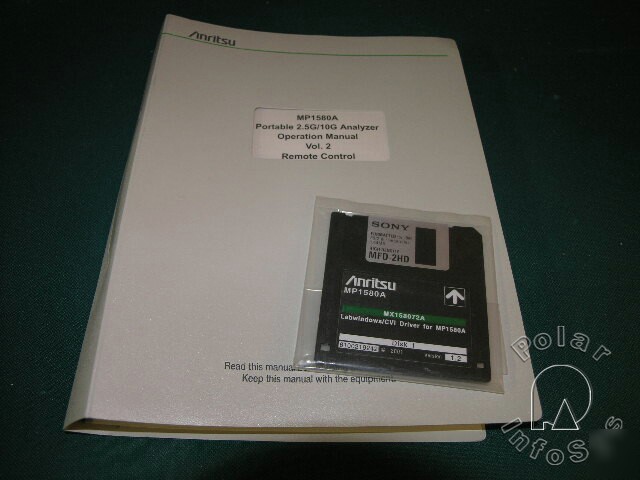 Anritsu
MP1580A
Portable 2.5G/10G Analyzer
Operation Manual
Vol. 2
Remote Control
SONY
MFD-2HD
Anritsu
MP1580A
MX158072A
Labwindows/CVI Driver for MP1580A
Disk 1
2001
1.2
Read this manual
Keep this manual with the equipment.
Polar
InfoS